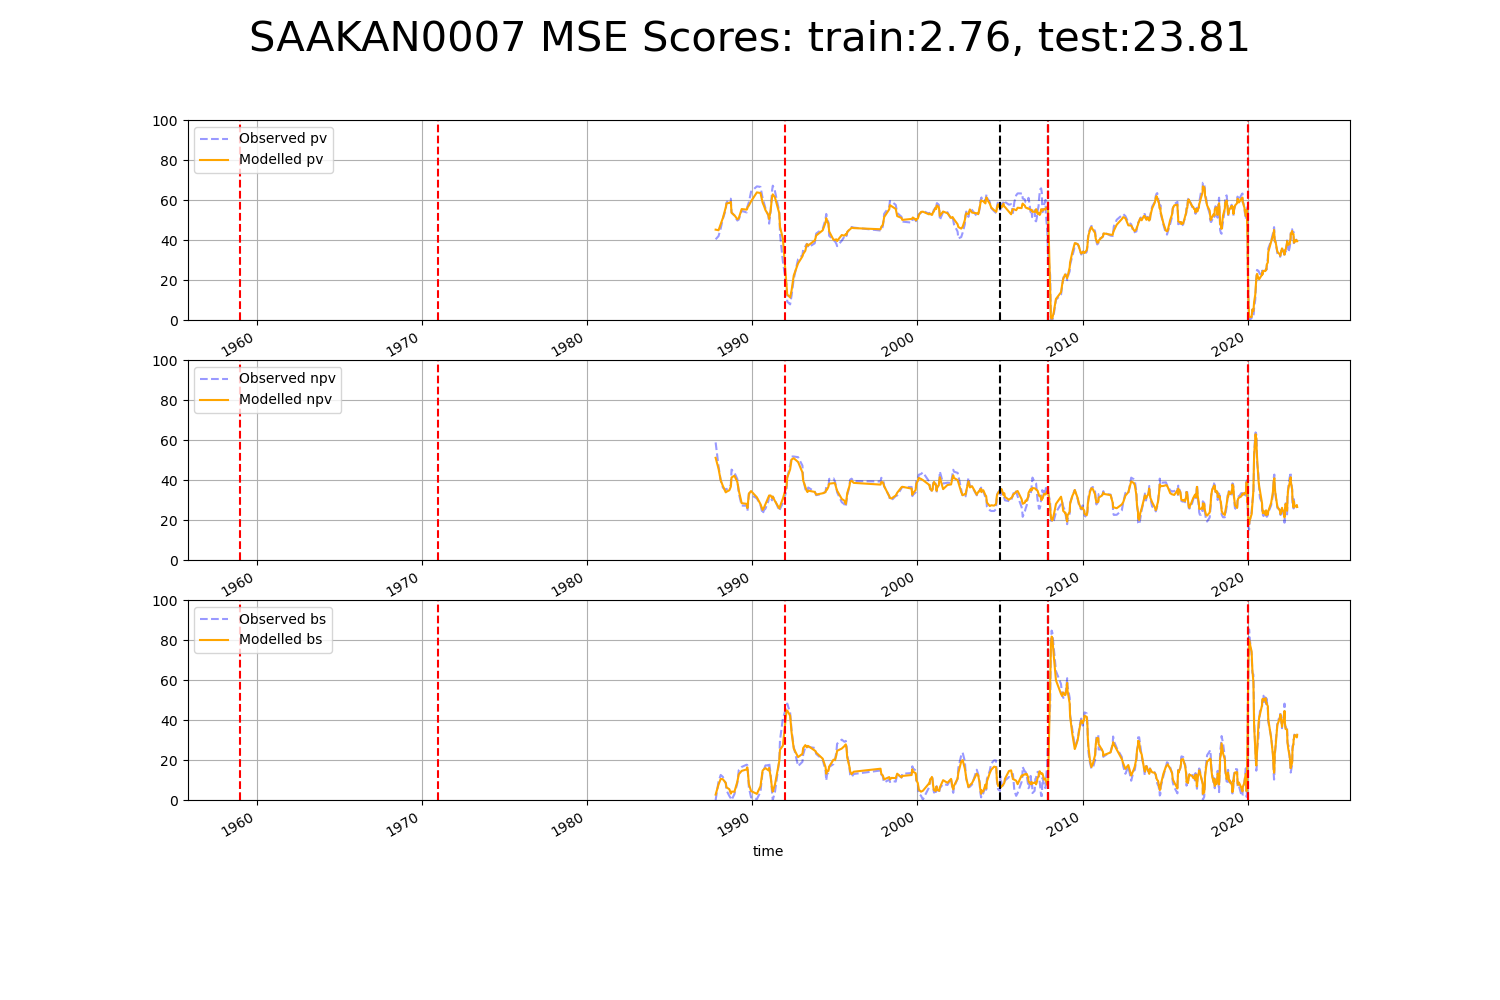 SAAKAN0007 MSE Scores: train:2.76, test:23.81
100
80
60
40
20
0
Observed pv
Modelled pv
1960 1970 1980 1990 2000 2010 2020
100
80
60
40
20
0
Observed npv
Modelled npv
1960 1970 1980 1990 2000 2010 2020
100
80
60
40
20
0
Observed bs
Modelled bs
1960 1970 1980 1990 2000 2010 2020
time